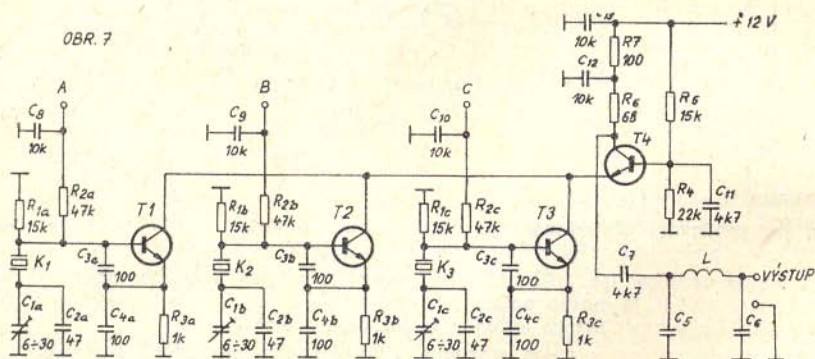 OBR. 7
A
B
C
+12V
10k
R7
100
C12
10k
R6
68
R6
15k
C8
10k
C9
10k
C10
10k
T4
R1a
15k
R2a
47k
T1
R1b
15k
R2b
47k
T2
R1c
15k
R2c
47k
T3
R4
22k
C11
4k7
K1
C3a
100
K2
C3b
100
K3
C3c
100
C7
4k7
L
VÝSTUP
C1a
6÷30
C2a
47
C4a
100
R3a
1k
C1b
6÷30
C2b
47
C4b
100
R3b
1k
C1c
6÷30
C2c
47
C4c
100
R3c
1k
C5
C6